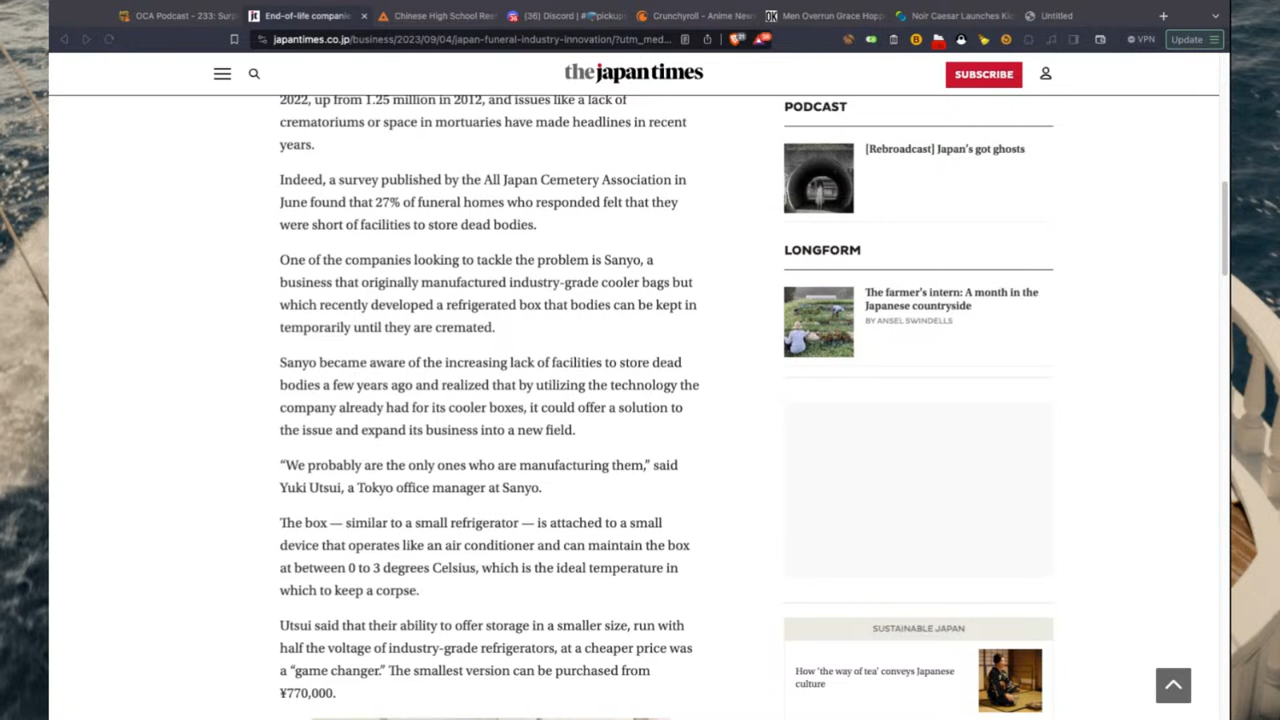 OCA Podcast - 233: Surp
End-of-life companie
Chinese High School Res
(36) Discord | #
pickup
Crunchyroll - Anime New
Men Overrun Grace Hopp
Noir Caesar Launches Kic
Untitled
japantimes.co.jp/business/2023/09/04/japan-funeral-industry-innovation/?utm_med...
VPN
Update
the japan times
SUBSCRIBE
2022, up from 1.25 million in 2012, and issues like a lack of
crematoriums or space in mortuaries have made headlines in recent
years.
Indeed, a survey published by the All Japan Cemetery Association in
June found that 27% of funeral homes who responded felt that they
were short of facilities to store dead bodies.
One of the companies looking to tackle the problem is Sanyo, a
business that originally manufactured industry-grade cooler bags but
which recently developed a refrigerated box that bodies can be kept in
temporarily until they are cremated.
Sanyo became aware of the increasing lack of facilities to store dead
bodies a few years ago and realized that by utilizing the technology the
company already had for its cooler boxes, it could offer a solution to
the issue and expand its business into a new field.
“We probably are the only ones who are manufacturing them,” said
Yuki Utsui, a Tokyo office manager at Sanyo.
The box — similar to a small refrigerator — is attached to a small
device that operates like an air conditioner and can maintain the box
at between 0 to 3 degrees Celsius, which is the ideal temperature in
which to keep a corpse.
Utsui said that their ability to offer storage in a smaller size, run with
half the voltage of industry-grade refrigerators, at a cheaper price was
a “game changer.” The smallest version can be purchased from
¥770,000.
PODCAST
[Rebroadcast] Japan’s got ghosts
LONGFORM
The farmer’s intern: A month in the
Japanese countryside
BY ANSEL SWINDELLS
SUSTAINABLE JAPAN
How ‘the way of tea’ conveys Japanese
culture